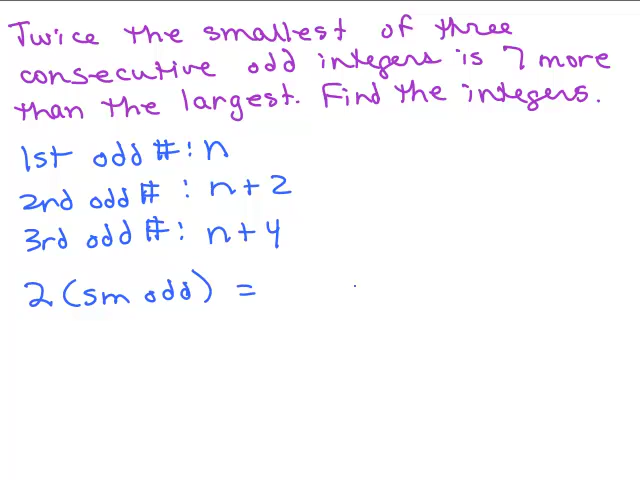 Twice the smallest of three
consecutive odd integers is 7 more
than the largest. Find the integers.
1st odd #: n
2nd odd # : n + 2
3rd odd #: n + 4
2 (sm odd) =